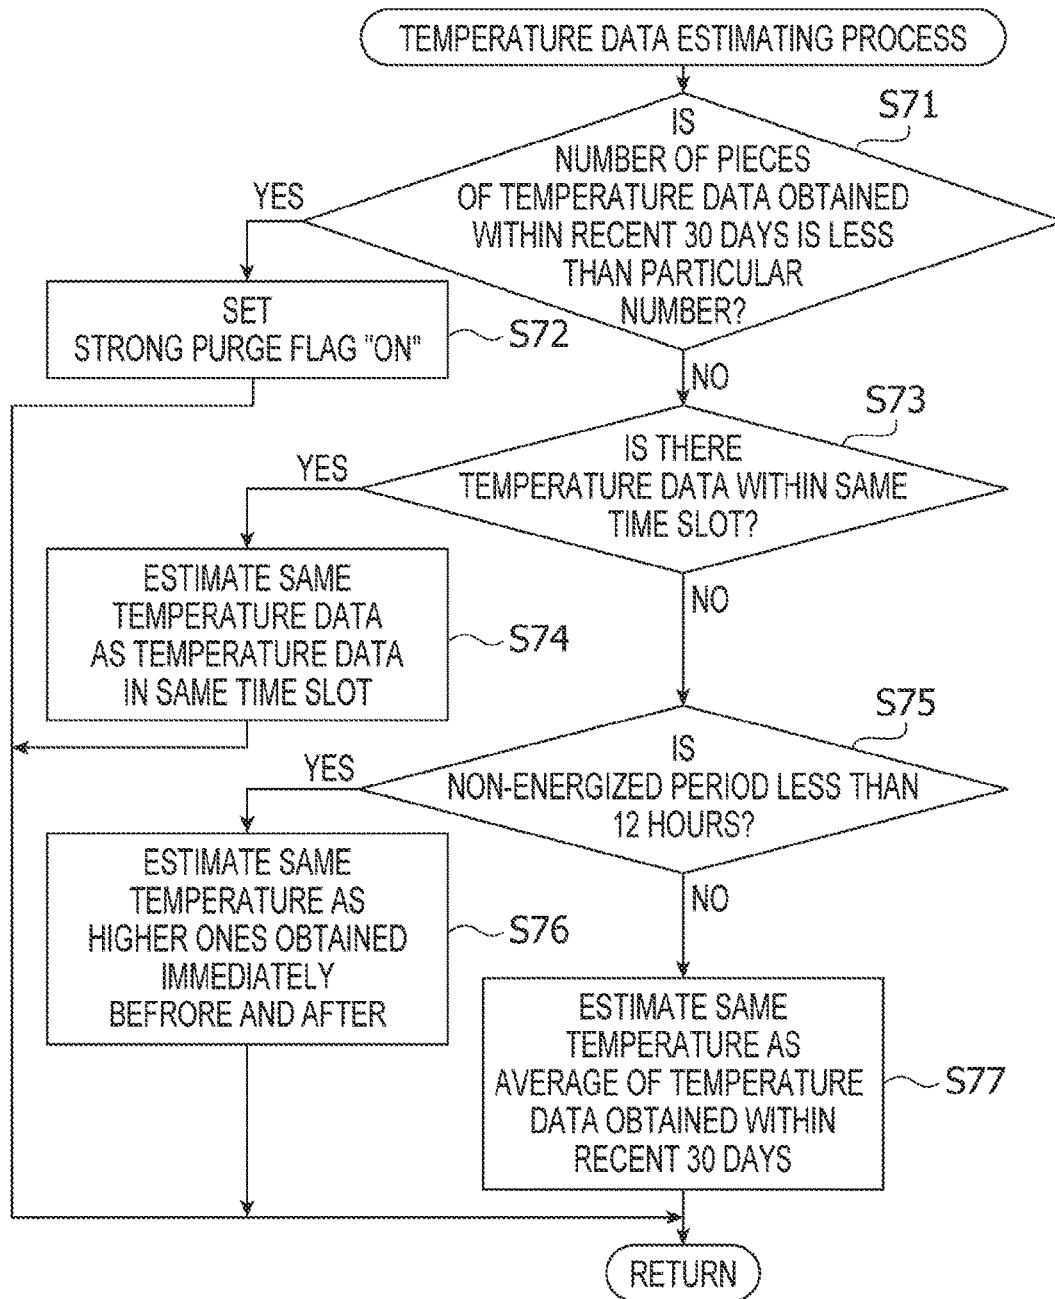 TEMPERATURE DATA ESTIMATING PROCESS
S71
IS
NUMBER OF PIECES
OF TEMPERATURE DATA OBTAINED
WITHIN RECENT 30 DAYS IS LESS
THAN PARTICULAR
NUMBER?
YES
SET
STRONG PURGE FLAG "ON"
S72
NO
S73
IS THERE
TEMPERATURE DATA WITHIN SAME
TIME SLOT?
YES
ESTIMATE SAME
TEMPERATURE DATA
AS TEMPERATURE DATA
IN SAME TIME SLOT
S74
NO
S75
IS
NON-ENERGIZED PERIOD LESS THAN
12 HOURS?
YES
ESTIMATE SAME
TEMPERATURE AS
HIGHER ONES OBTAINED
IMMEDIATELY
BEFRORE AND AFTER
S76
NO
ESTIMATE SAME
TEMPERATURE AS
AVERAGE OF TEMPERATURE
DATA OBTAINED WITHIN
RECENT 30 DAYS
S77
RETURN